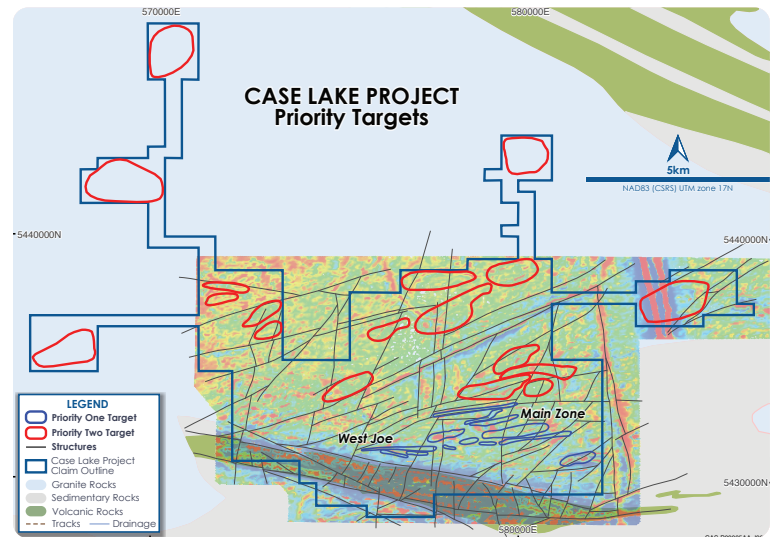 570000E
580000E
CASE LAKE PROJECT
Priority Targets
5km
NAD83 (CSRS) UTM zone 17N
5440000N
5440000N
Main Zone
West Joe
LEGEND
Priority One Target
Priority Two Target
Structures
Case Lake Project
Claim Outline
Granite Rocks
Sedimentary Rocks
Volcanic Rocks
Tracks
Drainage
5430000N
580000E